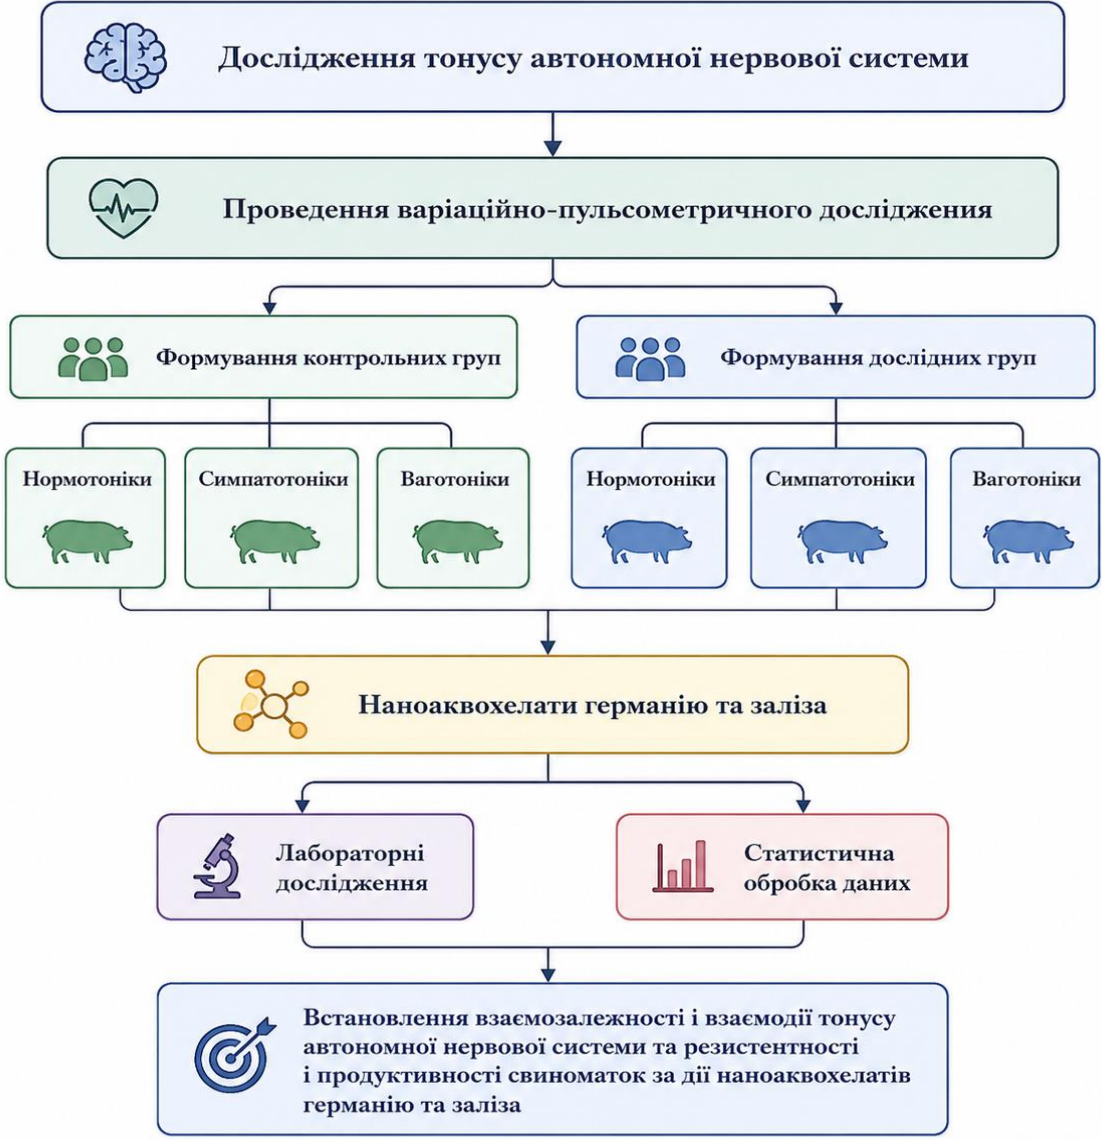 Дослідження тонусу автономної нервової системи
Проведення варіаційно-пульсометричного дослідження
Формування контрольних груп
Формування дослідних груп
Нормотоніки
Симпатотоніки
Ваготоніки
Нормотоніки
Симпатотоніки
Ваготоніки
Наноаквохелати германію та заліза
Лабораторні
дослідження
Статистична
обробка даних
Встановлення взаємозалежності і взаємодії тонусу
автономної нервової системи та резистентності
і продуктивності свиноматок за дії наноаквохелатів
германію та заліза